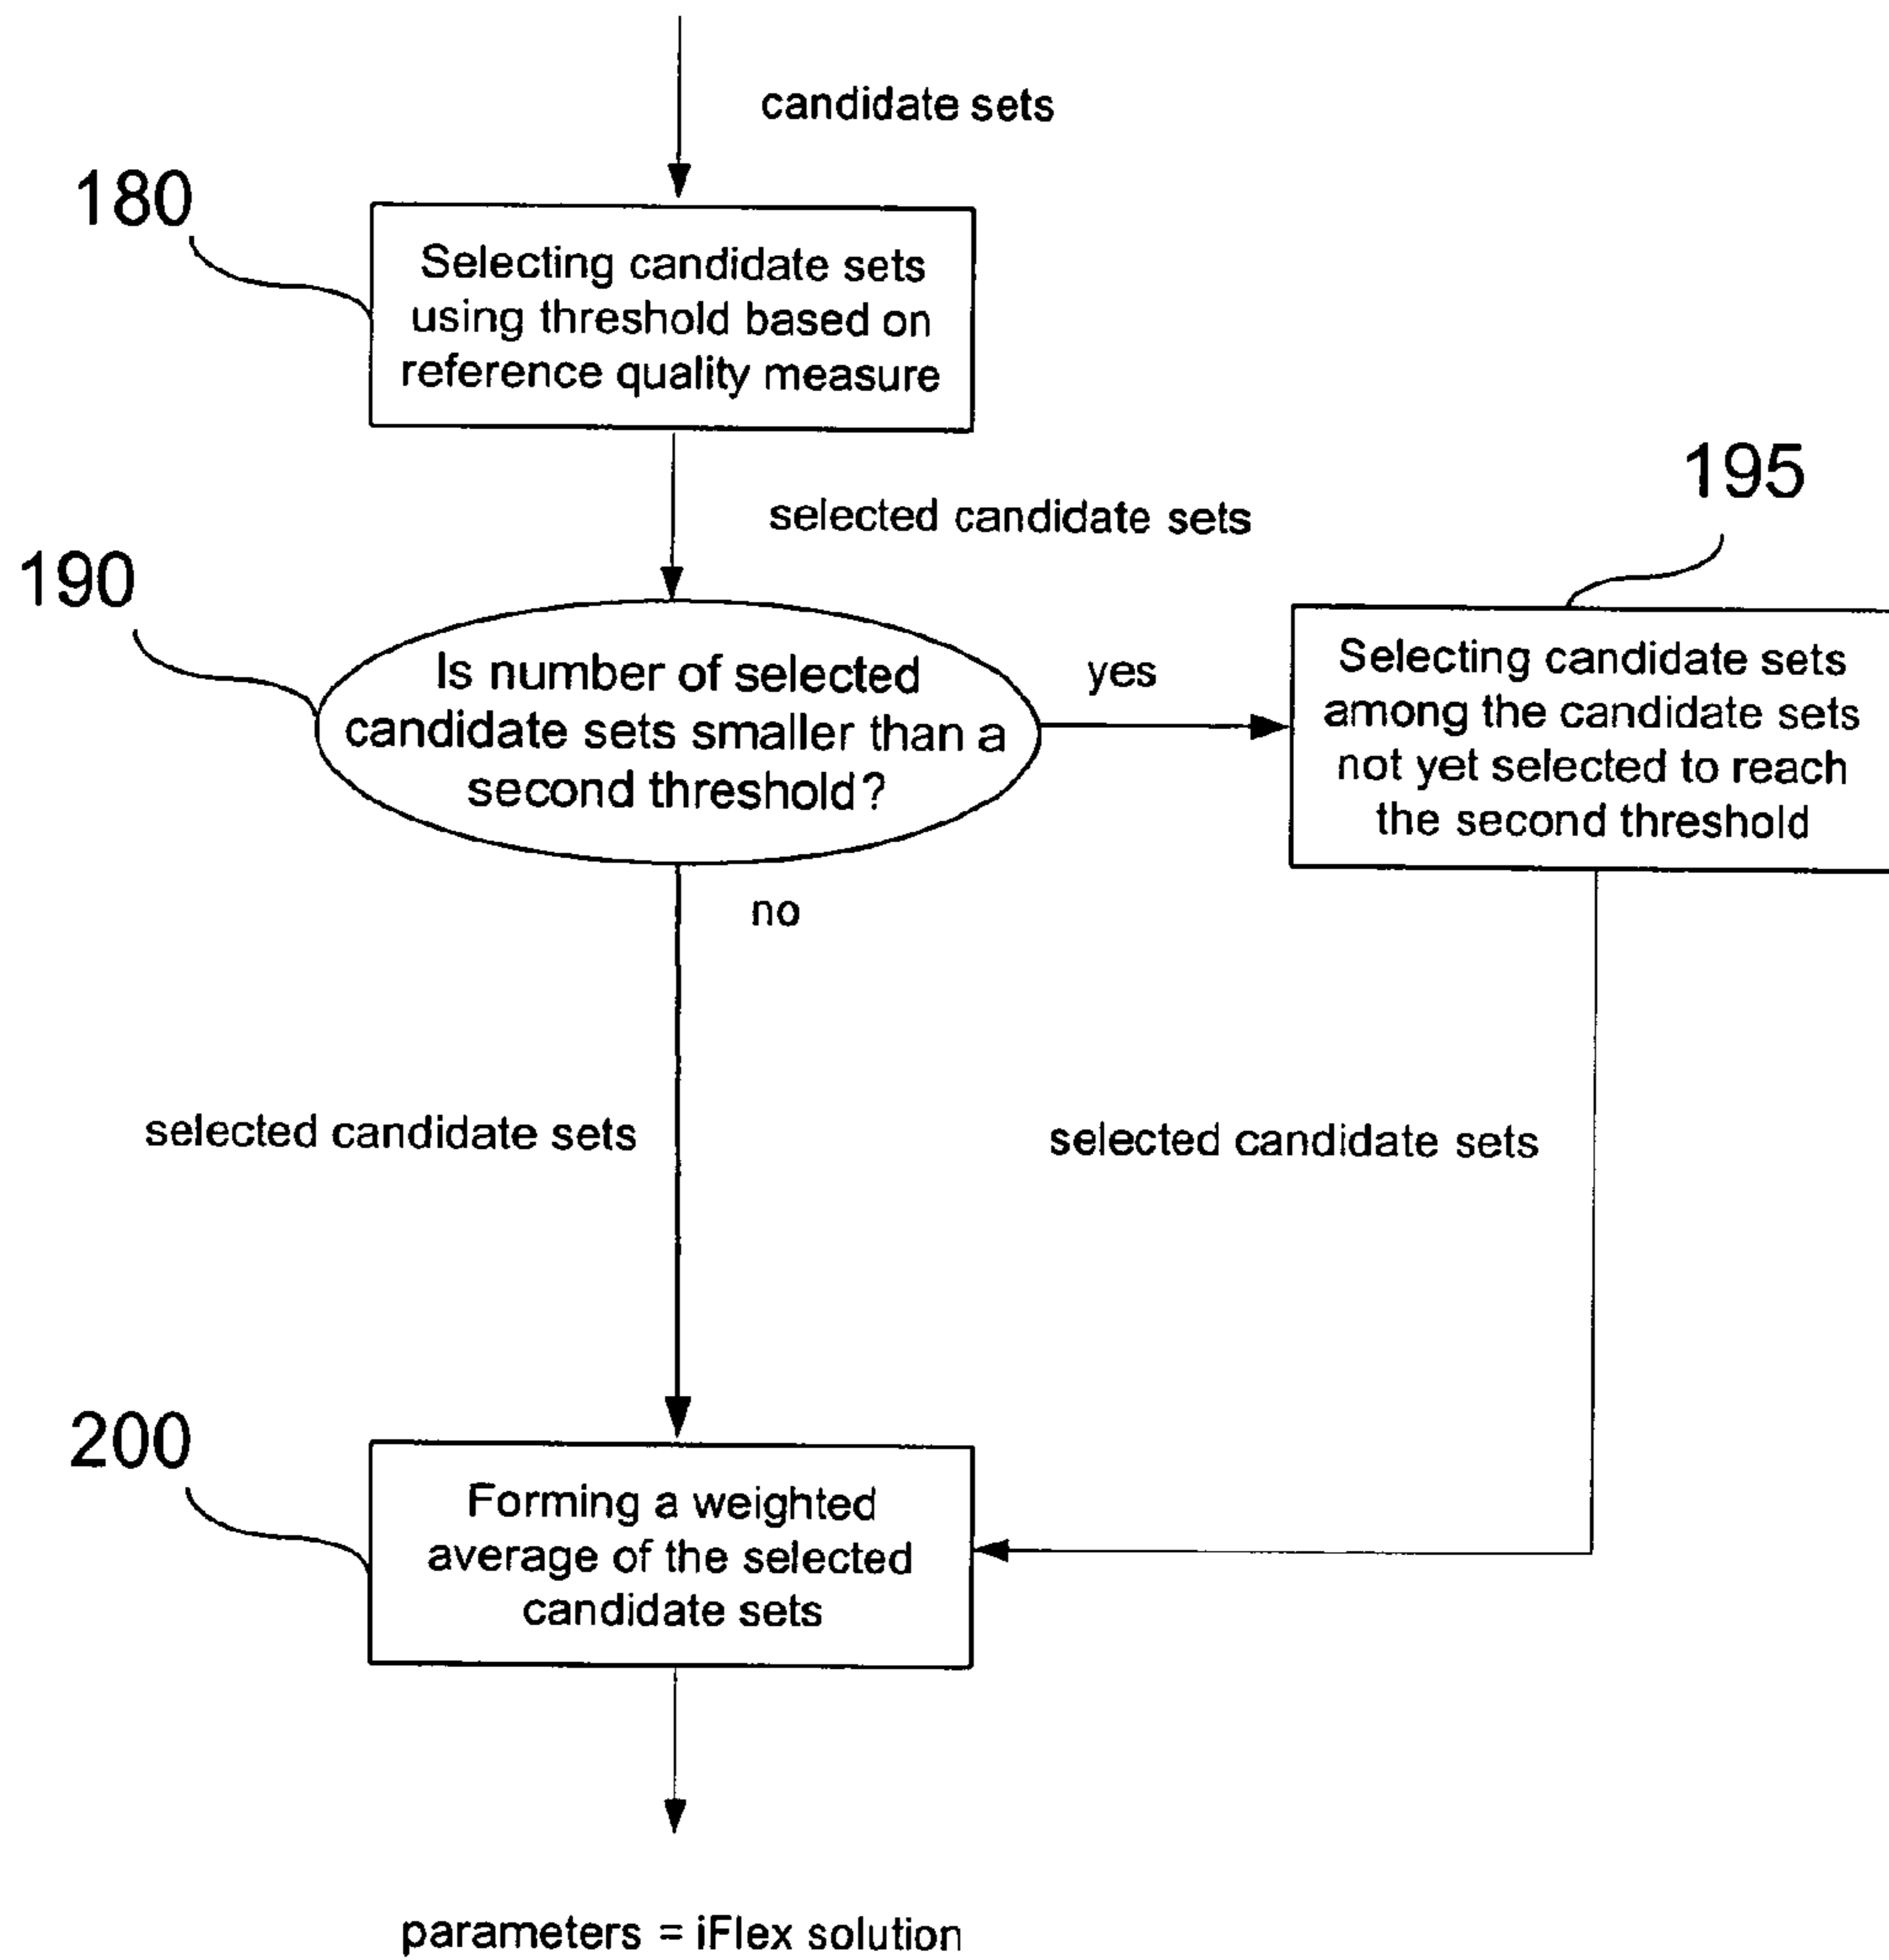 candidate sets
180
Selecting candidate sets
using threshold based on
reference quality measure
selected candidate sets
195
190
Is number of selected
candidate sets smaller than a
second threshold?
yes
Selecting candidate sets
among the candidate sets
not yet selected to reach
the second threshold
no
selected candidate sets
selected candidate sets
200
Forming a weighted
average of the selected
candidate sets
parameters = iFlex solution